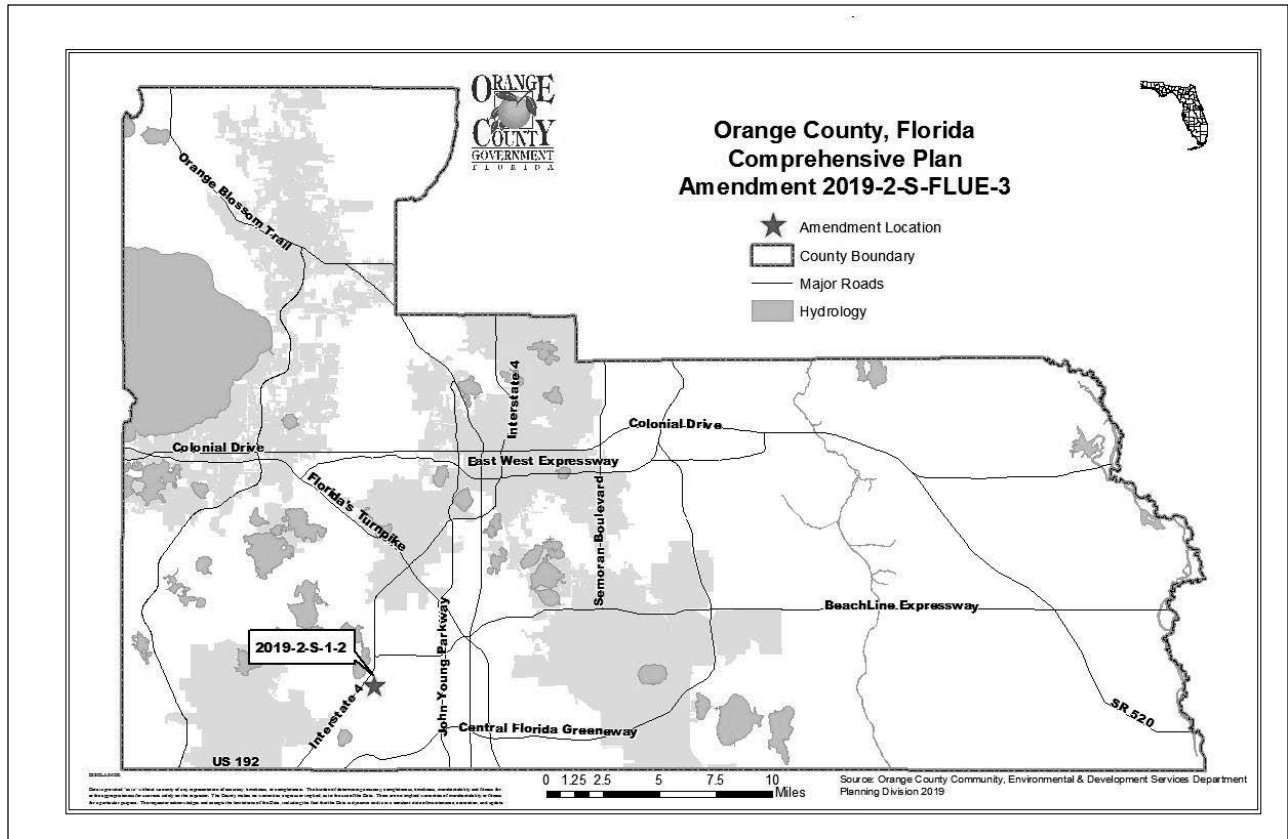 ORANGE
COUNTY
GOVERNMENT
FLORIDA
Orange County, Florida
Comprehensive Plan
Amendment 2019-2-S-FLUE-3
Amendment Location
County Boundary
Major Roads
Hydrology
Orange Blossom Trail
Interstate 4
Colonial Drive
Colonial Drive
East West Expressway
Florida's Turnpike
Semoran Boulevard
BeachLine Expressway
2019-2-S-1-2
John Young Parkway
Interstate 4
Central Florida Greeneway
SR 520
US 192
0 1.25 2.5 5 7.5 10
Miles
Source: Orange County Community, Environmental & Development Services Department
Planning Division 2019